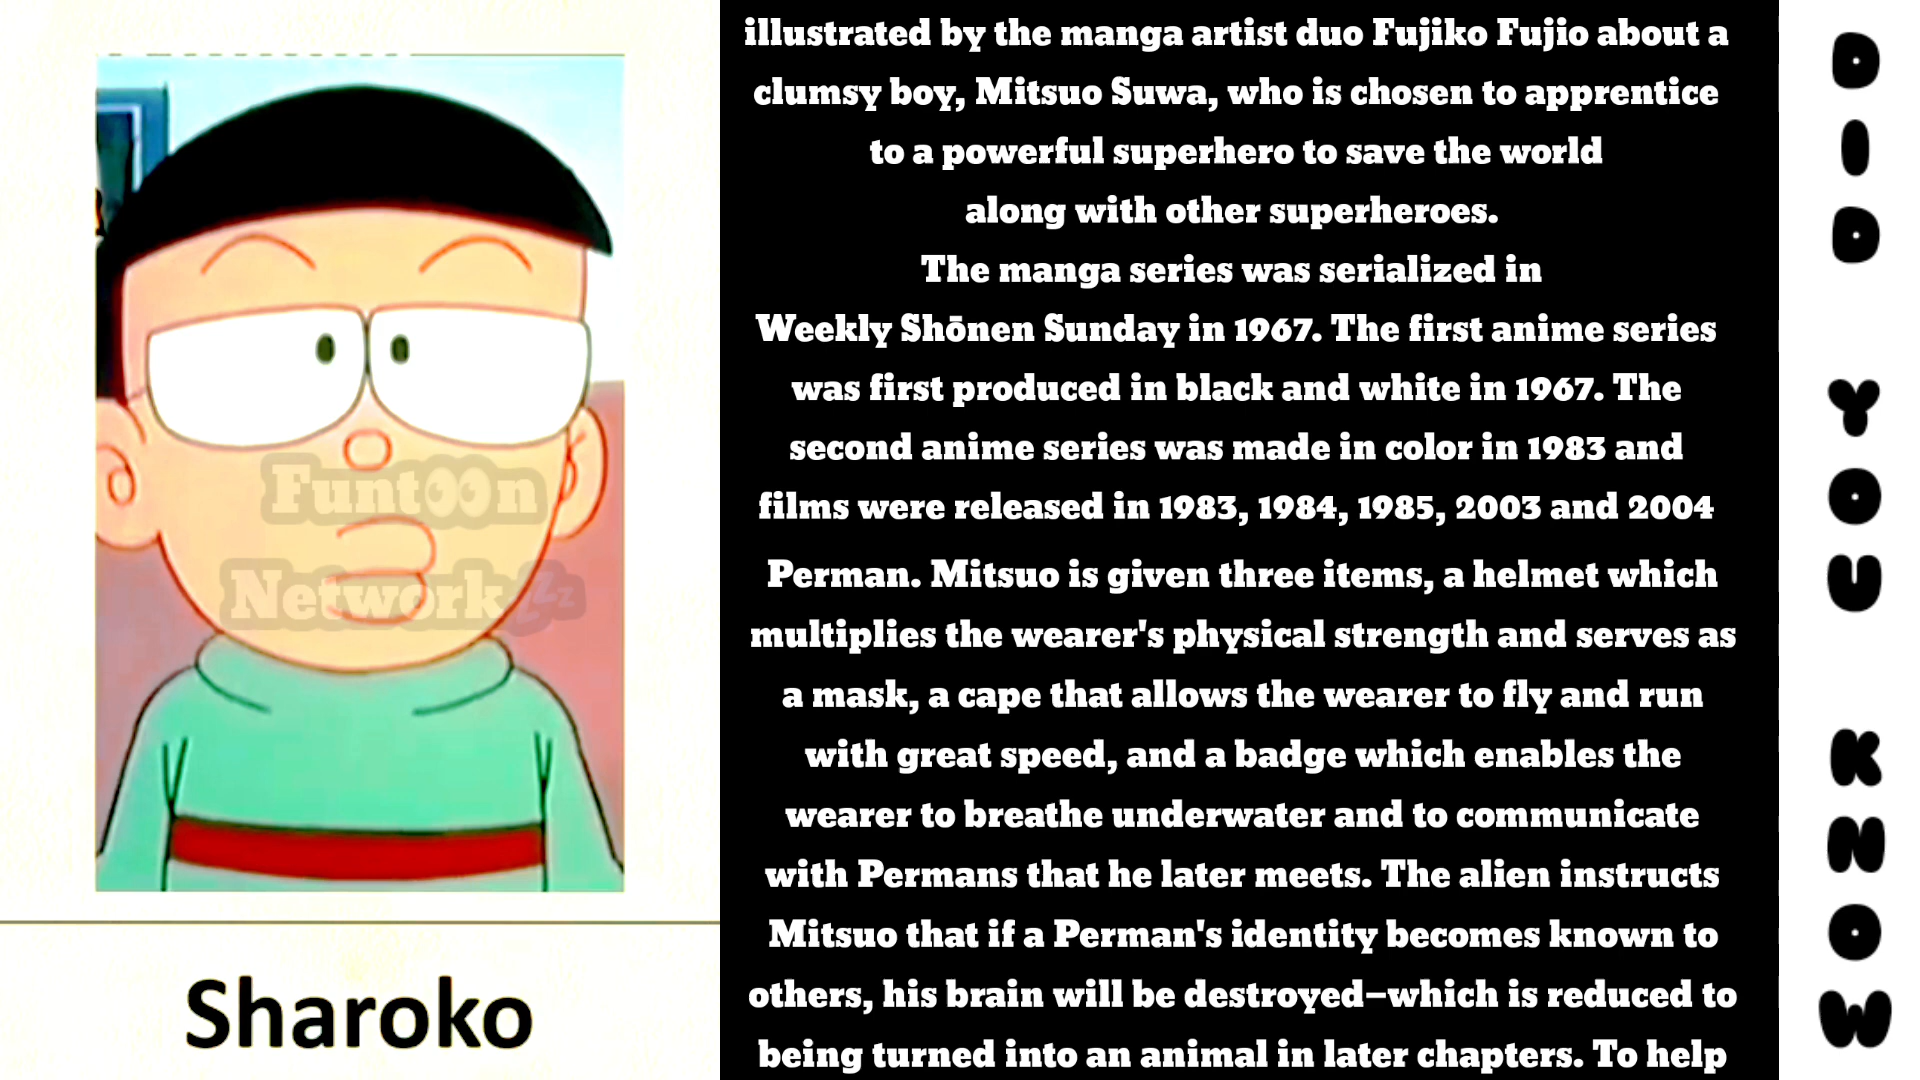 illustrated by the manga artist duo Fujiko Fujio about a
clumsy boy, Mitsuo Suwa, who is chosen to apprentice
to a powerful superhero to save the world
along with other superheroes.
The manga series was serialized in
Weekly Shōnen Sunday in 1967. The first anime series
was first produced in black and white in 1967. The
second anime series was made in color in 1983 and
films were released in 1983, 1984, 1985, 2003 and 2004
Perman. Mitsuo is given three items, a helmet which
multiplies the wearer's physical strength and serves as
a mask, a cape that allows the wearer to fly and run
with great speed, and a badge which enables the
wearer to breathe underwater and to communicate
with Permans that he later meets. The alien instructs
Mitsuo that if a Perman's identity becomes known to
others, his brain will be destroyed—which is reduced to
being turned into an animal in later chapters. To help
Funtoon
Network zzz
Sharoko
DID YOU KNOW